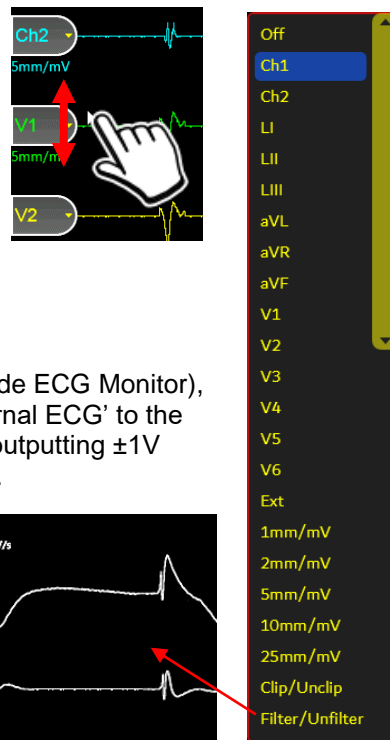 Ch2
5mm/mV
V1
V2
de ECG Monitor),
rnal ECG’ to the
outputting ±1V
Off
Ch1
Ch2
LI
LII
LIII
aVL
aVR
aVF
V1
V2
V3
V4
V5
V6
Ext
1mm/mV
2mm/mV
5mm/mV
10mm/mV
25mm/mV
Clip/Unclip
Filter/Unfilter